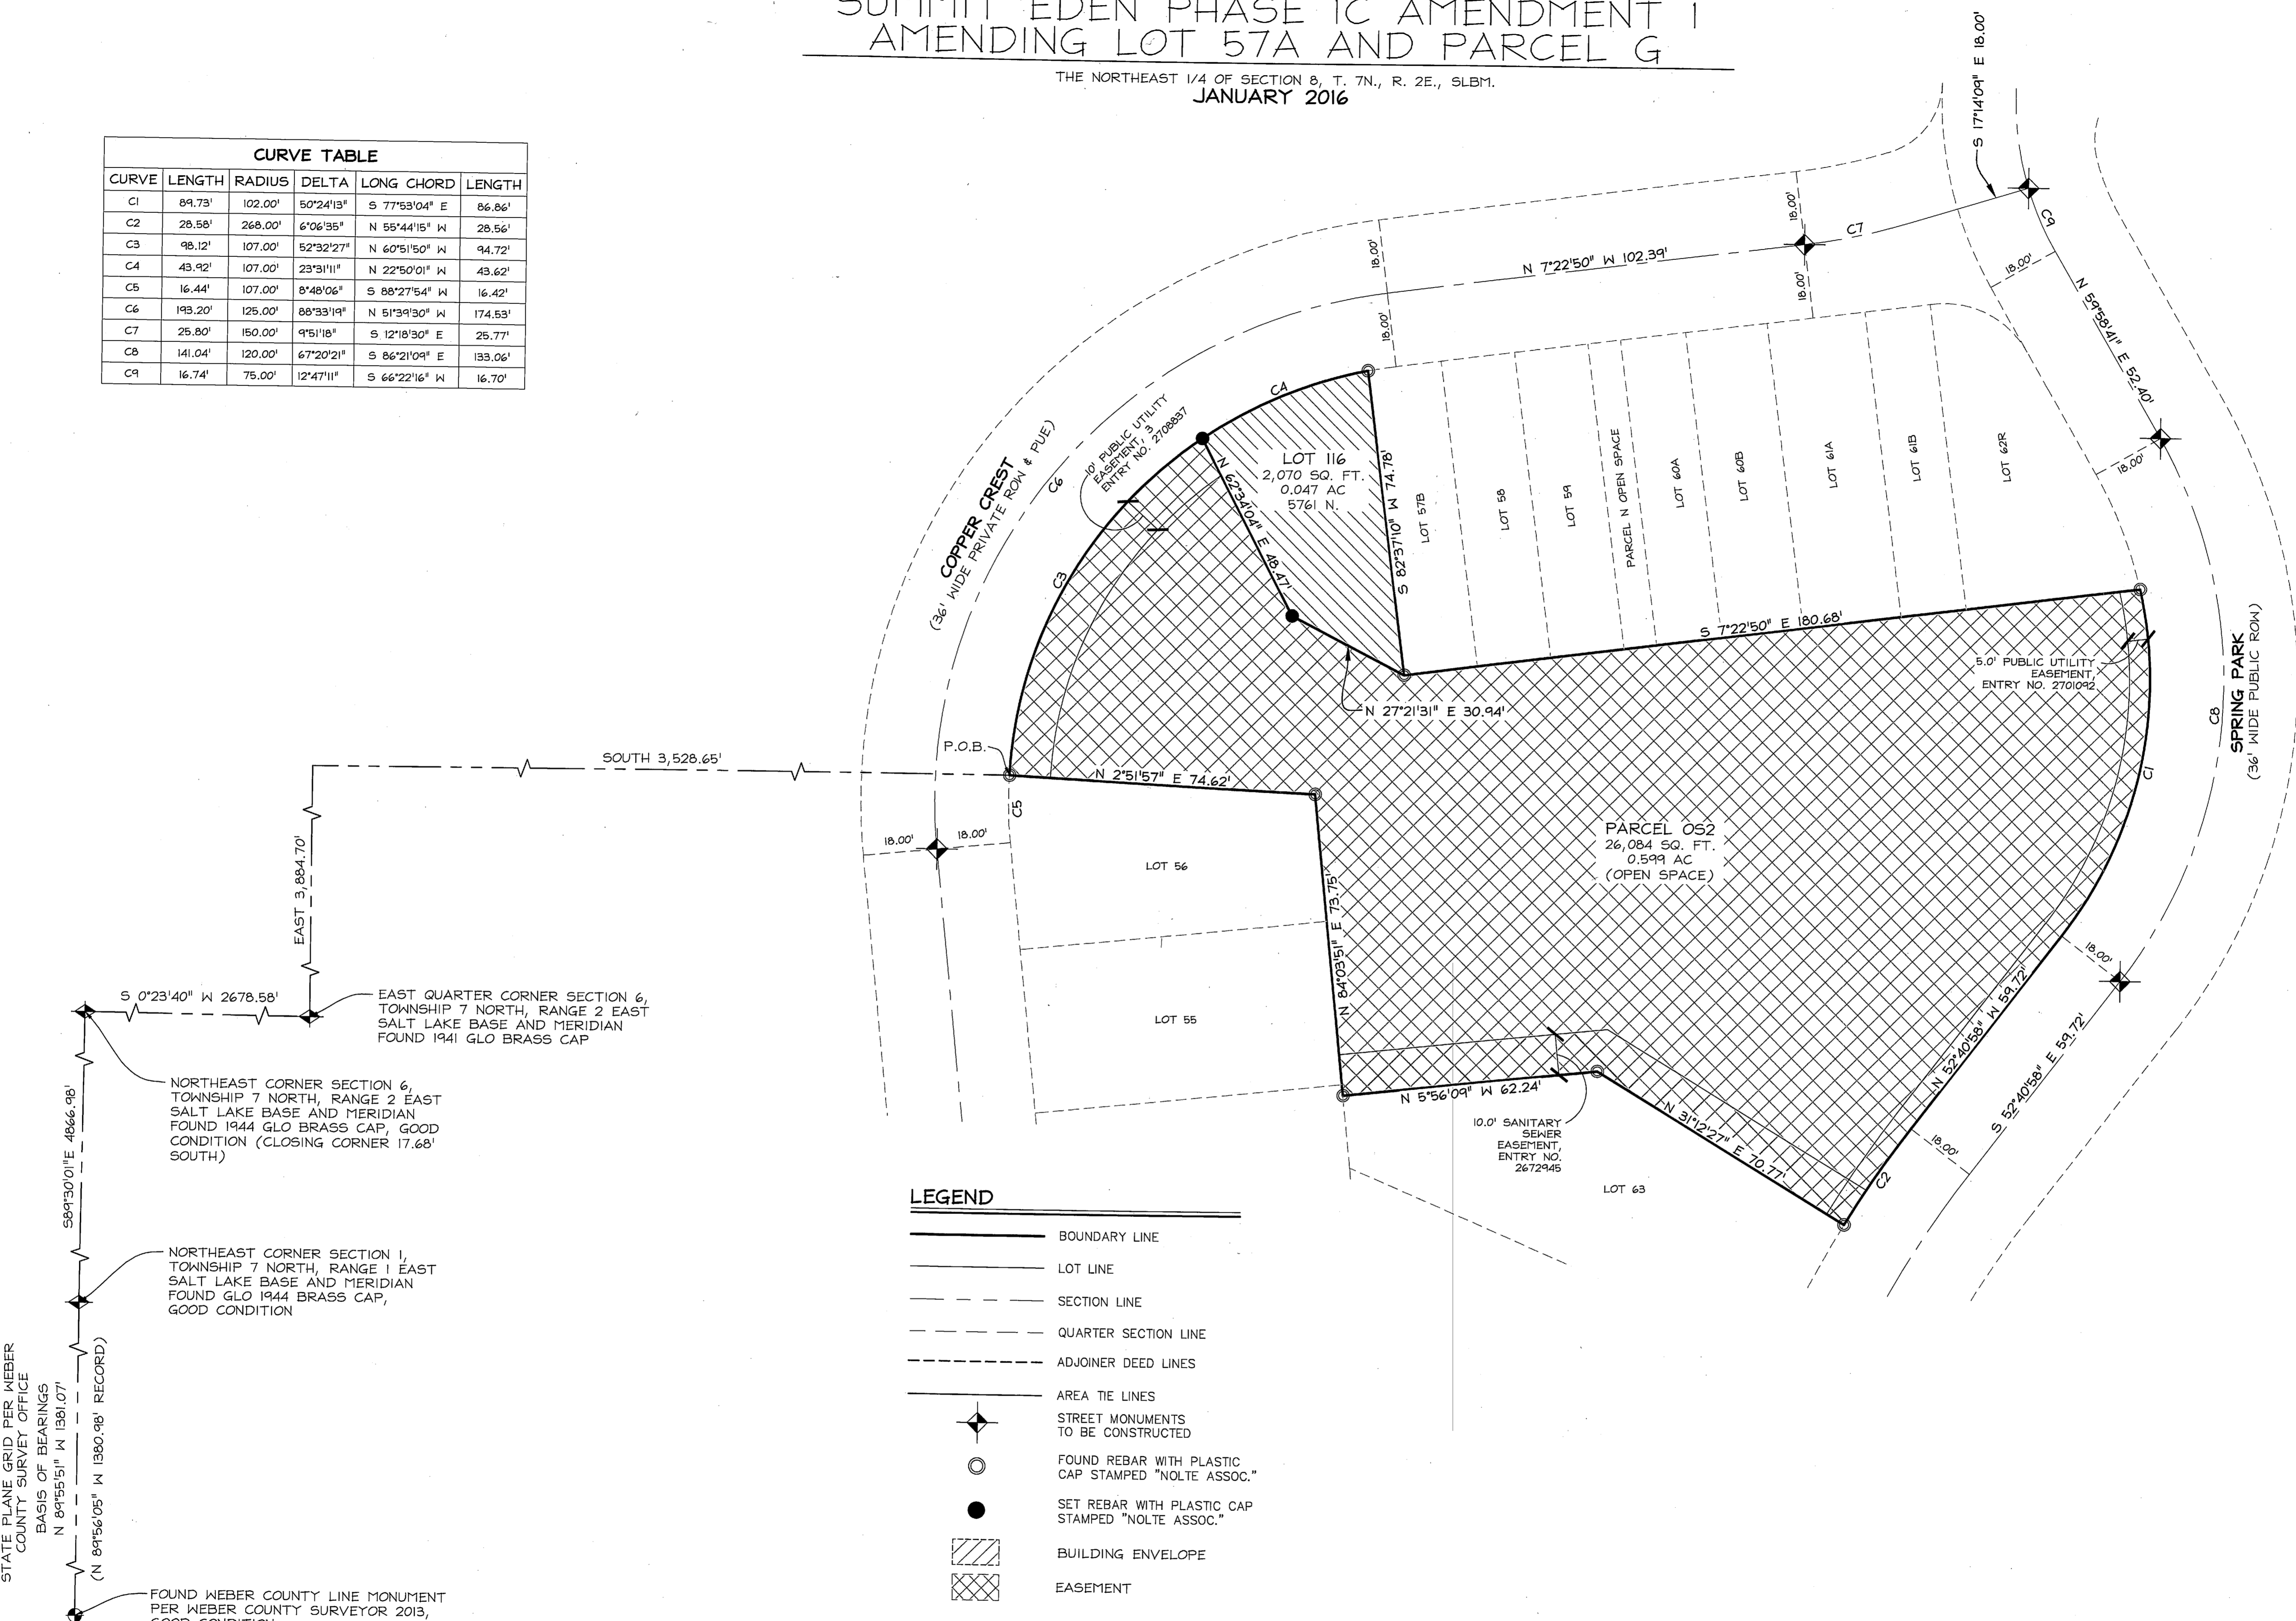 SUMMIT EDEN PHASE 1C AMENDMENT 1
AMENDING LOT 57A AND PARCEL G
THE NORTHEAST 1/4 OF SECTION 8, T. 7N., R. 2E., SLBM.
JANUARY 2016
CURVE TABLE
CURVE LENGTH RADIUS DELTA LONG CHORD LENGTH
C1 89.73' 102.00' 50°24'13" S 77°53'04" E 86.86'
C2 28.58' 268.00' 6°06'35" N 55°44'15" W 28.56'
C3 98.12' 107.00' 52°32'27" N 60°51'50" W 94.72'
C4 43.92' 107.00' 23°31'11" N 22°50'01" W 43.62'
C5 16.44' 107.00' 8°48'06" S 88°27'54" W 16.42'
C6 193.20' 125.00' 88°33'19" N 51°39'30" W 174.53'
C7 25.80' 150.00' 9°51'18" S 12°18'30" E 25.77'
C8 141.04' 120.00' 67°20'21" S 86°21'09" E 133.06'
C9 16.74' 75.00' 12°47'11" S 66°22'16" W 16.70'
S 17°14'09" E 18.00'
C9
C7
18.00'
18.00'
18.00'
18.00'
18.00'
N 7°22'50" W 102.39'
N 59°58'41" E 52.40'
18.00'
C4
10' PUBLIC UTILITY
EASEMENT, 3
ENTRY NO. 2708837
C6
COPPER CREST
(36' WIDE PRIVATE ROW & PUE)
C3
LOT 116
2,070 SQ. FT.
0.047 AC
5761 N.
N 62°34'04" E 48.47'
S 82°37'10" W 74.78'
LOT 57B
LOT 58
LOT 59
PARCEL N OPEN SPACE
LOT 60A
LOT 60B
LOT 61A
LOT 61B
LOT 62R
S 7°22'50" E 180.68'
5.0' PUBLIC UTILITY
EASEMENT,
ENTRY NO. 2701092
C8
SPRING PARK
(36' WIDE PUBLIC ROW)
C1
N 27°21'31" E 30.94'
P.O.B.
SOUTH 3,528.65'
N 2°51'57" E 74.62'
C5
18.00'
18.00'
LOT 56
PARCEL OS2
26,084 SQ. FT.
0.599 AC
(OPEN SPACE)
N 84°03'51" E 73.75'
LOT 55
EAST 3,884.70'
S 0°23'40" W 2678.58'
EAST QUARTER CORNER SECTION 6,
TOWNSHIP 7 NORTH, RANGE 2 EAST
SALT LAKE BASE AND MERIDIAN
FOUND 1941 GLO BRASS CAP
NORTHEAST CORNER SECTION 6,
TOWNSHIP 7 NORTH, RANGE 2 EAST
SALT LAKE BASE AND MERIDIAN
FOUND 1944 GLO BRASS CAP, GOOD
CONDITION (CLOSING CORNER 17.68'
SOUTH)
S89°30'01"E 4866.98'
NORTHEAST CORNER SECTION 1,
TOWNSHIP 7 NORTH, RANGE 1 EAST
SALT LAKE BASE AND MERIDIAN
FOUND GLO 1944 BRASS CAP,
GOOD CONDITION
STATE PLANE GRID PER WEBER
COUNTY SURVEY OFFICE
BASIS OF BEARINGS
N 89°55'51" W 1381.07'
(N 89°56'05" W 1380.98' RECORD)
FOUND WEBER COUNTY LINE MONUMENT
PER WEBER COUNTY SURVEYOR 2013,
GOOD CONDITION
N 5°56'09" W 62.24'
10.0' SANITARY
SEWER
EASEMENT,
ENTRY NO.
2672945
N 31°12'27" E 70.77'
LOT 63
C2
N 52°40'58" W 59.72'
S 52°40'58" E 59.72'
18.00'
18.00'
LEGEND
BOUNDARY LINE
LOT LINE
SECTION LINE
QUARTER SECTION LINE
ADJOINER DEED LINES
AREA TIE LINES
STREET MONUMENTS
TO BE CONSTRUCTED
FOUND REBAR WITH PLASTIC
CAP STAMPED "NOLTE ASSOC."
SET REBAR WITH PLASTIC CAP
STAMPED "NOLTE ASSOC."
BUILDING ENVELOPE
EASEMENT